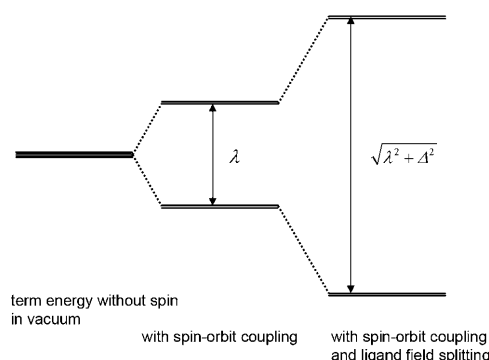 λ
√λ² + Δ²
term energy without spin
in vacuum
with spin-orbit coupling
with spin-orbit coupling
and ligand field splitting